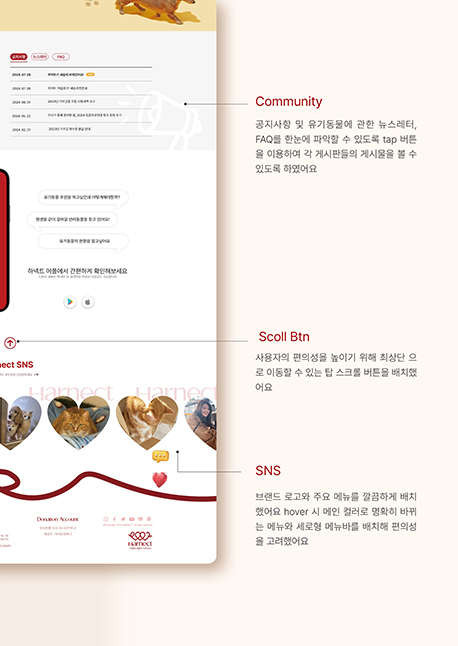 공지사항 뉴스레터 FAQ
2024. 07. 29
2024. 07. 29
2024. 05. 22
2024. 02. 21
Community
공지사항 및 유기동물에 관한 뉴스레터,
FAQ를 한눈에 파악할 수 있도록 tap 버튼
을 이용하여 각 게시판들의 게시물을 볼 수
있도록 하였어요
유기동물을 후원을 하고싶은데 어떻게해야할까?
평생을 같이 걸어갈 반려동물을 찾고 있어요!
유기동물의 현황을 알고싶어요
하넥트 어플에서 간편하게 확인해보세요
Scoll Btn
사용자의 편의성을 높이기 위해 최상단 으
로 이동할 수 있는 탑 스크롤 버튼을 배치했
어요
nect SNS
Harnect Harnect
SNS
브랜드 로고와 주요 메뉴를 깔끔하게 배치
했어요 hover 시 메인 컬러로 명확히 바뀌
는 메뉴와 세로형 메뉴바를 배치해 편의성
을 고려했어요
Donation Account
Harnect